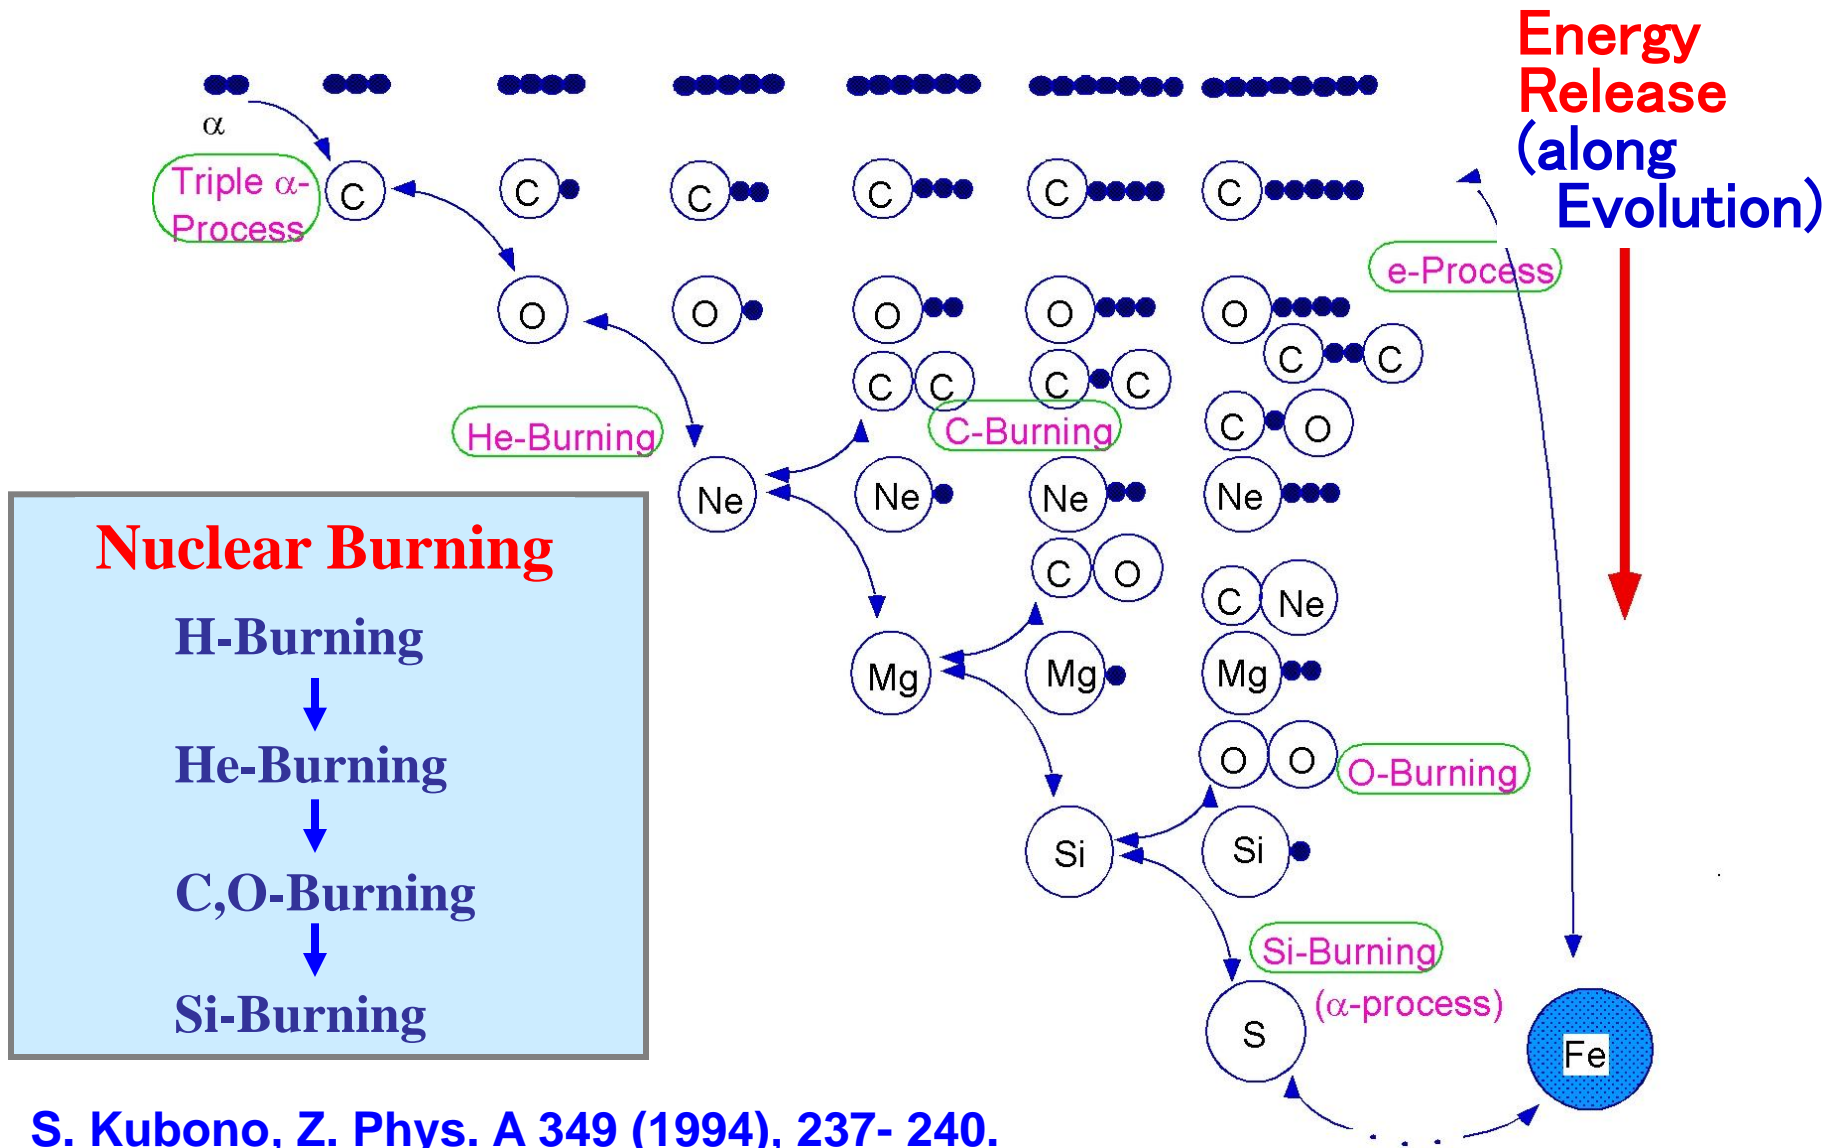 Energy
Release
(along
Evolution)
α
Triple α-
Process
C
C
C
C
C
C
e-Process
O
O
O
O
O
C C
C C
C C
He-Burning
C-Burning
C O
Ne
Ne
Ne
Ne
C O
C Ne
Mg
Mg
Mg
O O
O-Burning
Si
Si
Si-Burning
(α-process)
S
Fe
Nuclear Burning
H-Burning
He-Burning
C,O-Burning
Si-Burning
S. Kubono, Z. Phys. A 349 (1994), 237- 240.